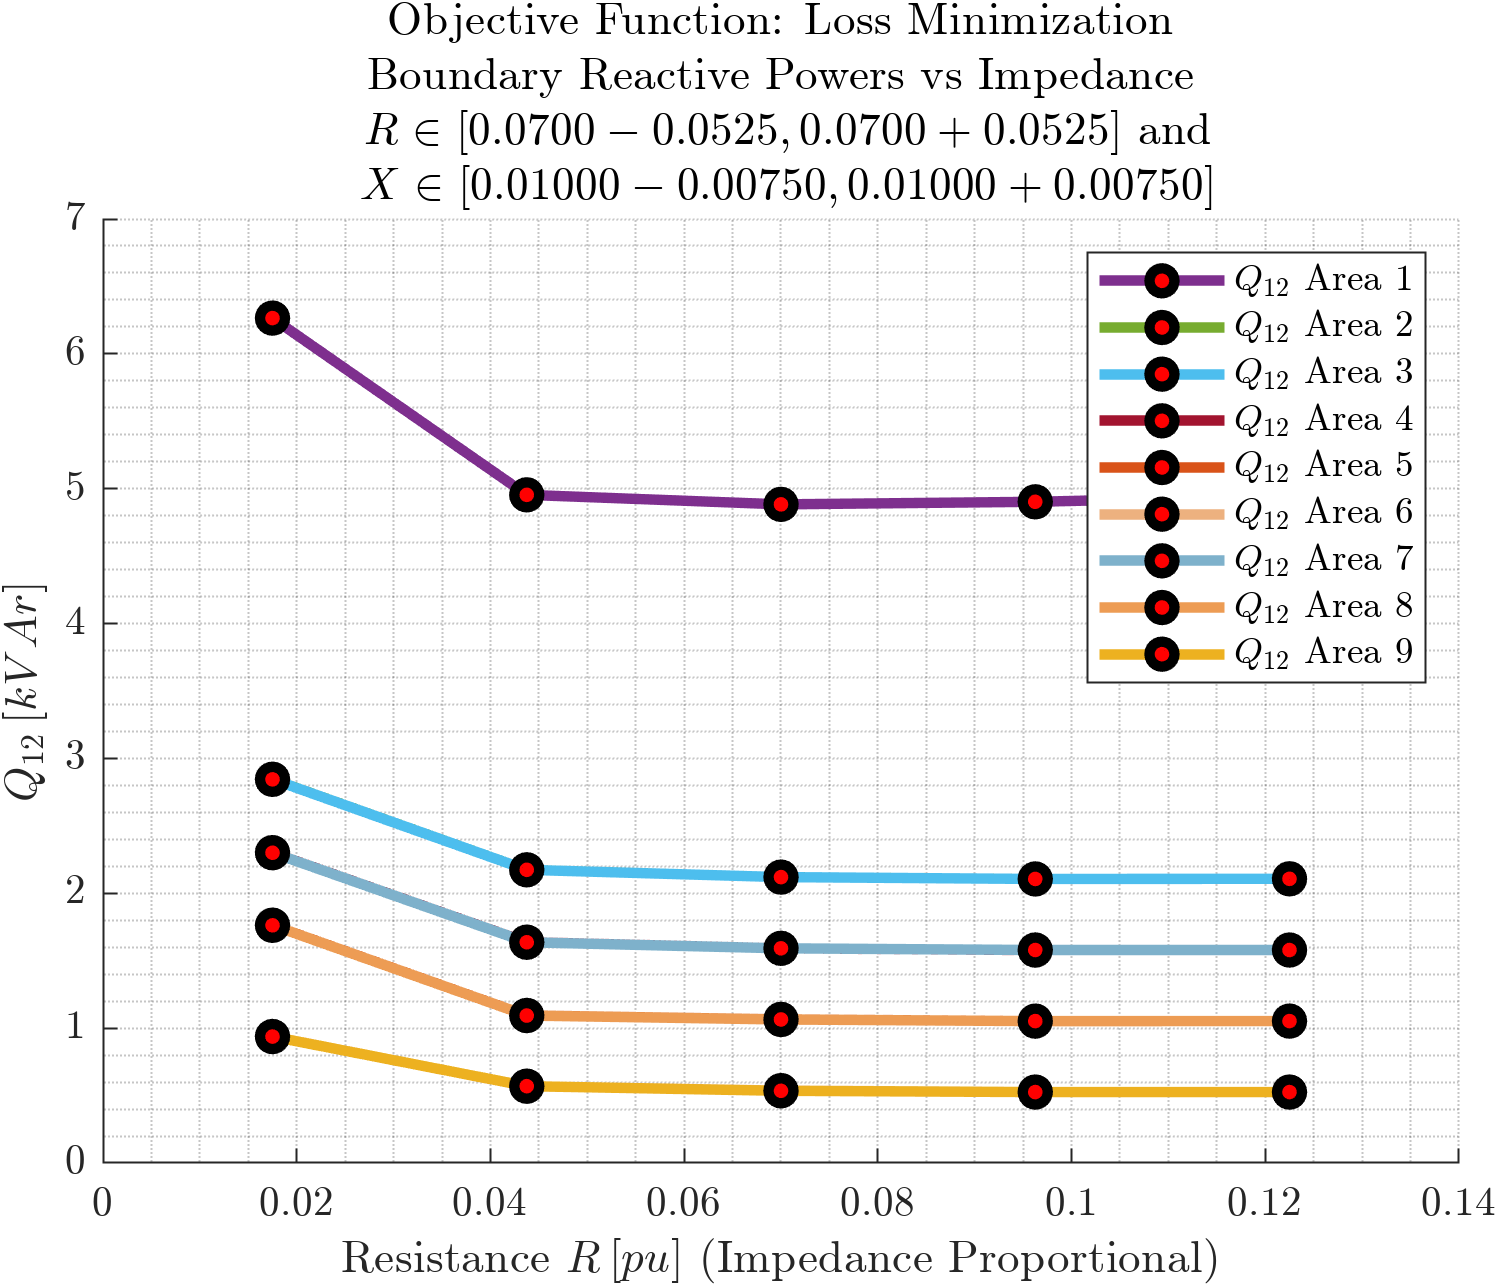 Objective Function: Loss Minimization
Boundary Reactive Powers vs Impedance
R ∈ [0.0700 − 0.0525, 0.0700 + 0.0525] and
X ∈ [0.01000 − 0.00750, 0.01000 + 0.00750]
7
6
5
4
3
2
1
0
Q₁₂ [kV Ar]
Q₁₂ Area 1
Q₁₂ Area 2
Q₁₂ Area 3
Q₁₂ Area 4
Q₁₂ Area 5
Q₁₂ Area 6
Q₁₂ Area 7
Q₁₂ Area 8
Q₁₂ Area 9
0 0.02 0.04 0.06 0.08 0.1 0.12 0.14
Resistance R [pu] (Impedance Proportional)